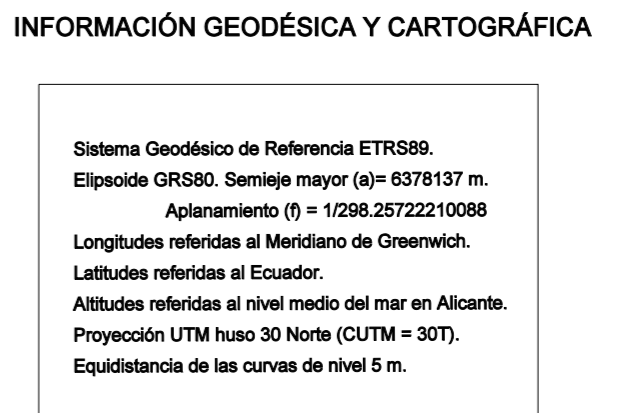 INFORMACIÓN GEODÉSICA Y CARTOGRÁFICA
Sistema Geodésico de Referencia ETRS89.
Elipsoide GRS80. Semieje mayor (a)= 6378137 m.
Aplanamiento (f) = 1/298.25722210088
Longitudes referidas al Meridiano de Greenwich.
Latitudes referidas al Ecuador.
Altitudes referidas al nivel medio del mar en Alicante.
Proyección UTM huso 30 Norte (CUTM = 30T).
Equidistancia de las curvas de nivel 5 m.